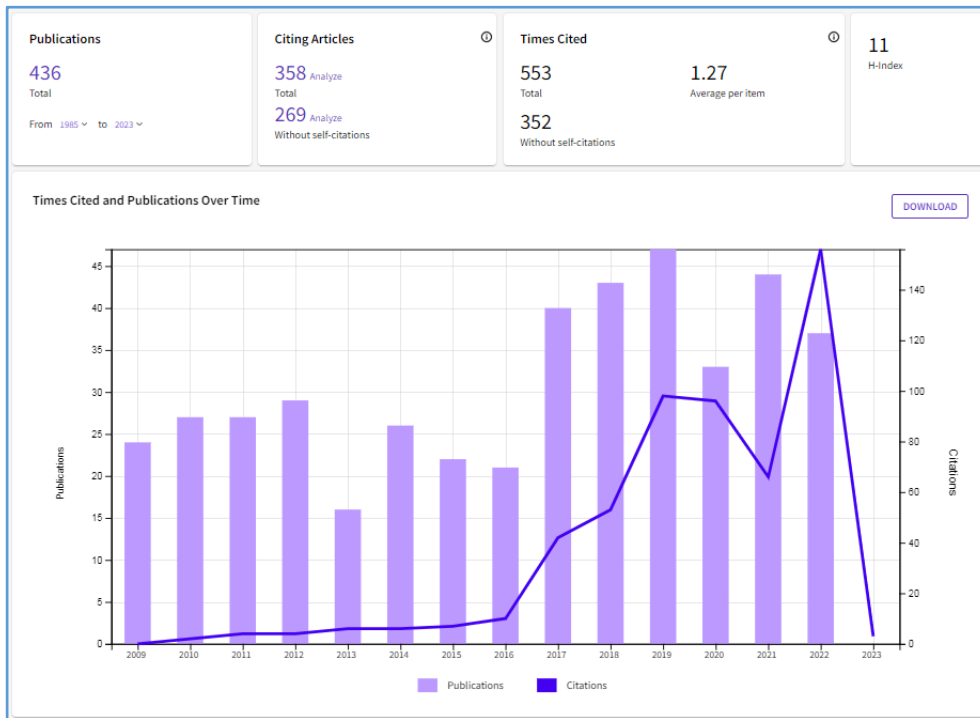 Publications
436
Total
From 1985 to 2023
Citing Articles
358 Analyze
Total
269 Analyze
Without self-citations
Times Cited
553
Total
352
Without self-citations
1.27
Average per item
11
H-Index
Times Cited and Publications Over Time
DOWNLOAD
45
40
35
30
25
20
15
10
5
0
Publications
140
120
100
80
60
40
20
0
Citations
2009 2010 2011 2012 2013 2014 2015 2016 2017 2018 2019 2020 2021 2022 2023
Publications Citations